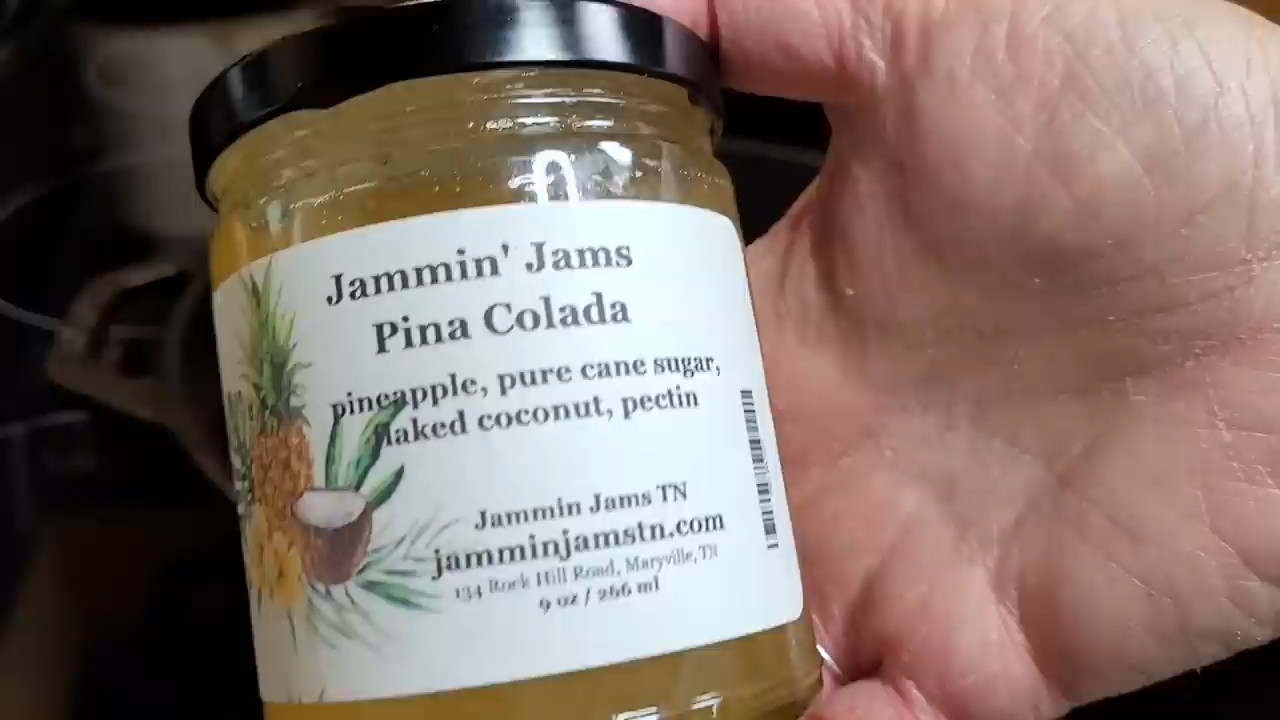 Jammin' Jams
Pina Colada
pineapple, pure cane sugar,
flaked coconut, pectin
Jammin Jams TN
jamminjamstn.com
134 Rock Hill Road, Maryville, TN
9 oz / 266 ml